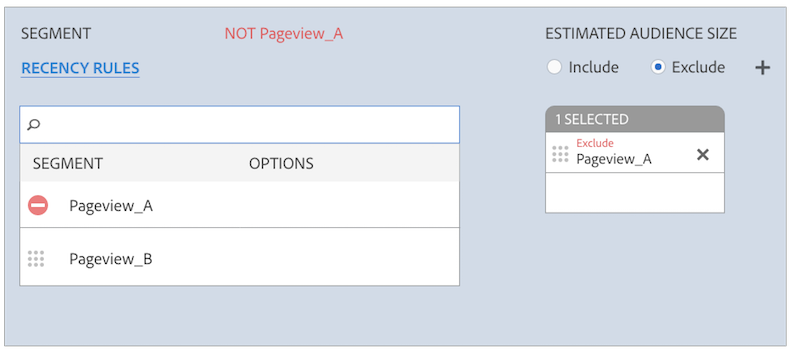 SEGMENT NOT Pageview_A
RECENCY RULES
ESTIMATED AUDIENCE SIZE
Include Exclude
SEGMENT OPTIONS
Pageview_A
Pageview_B
1 SELECTED
Exclude
Pageview_A